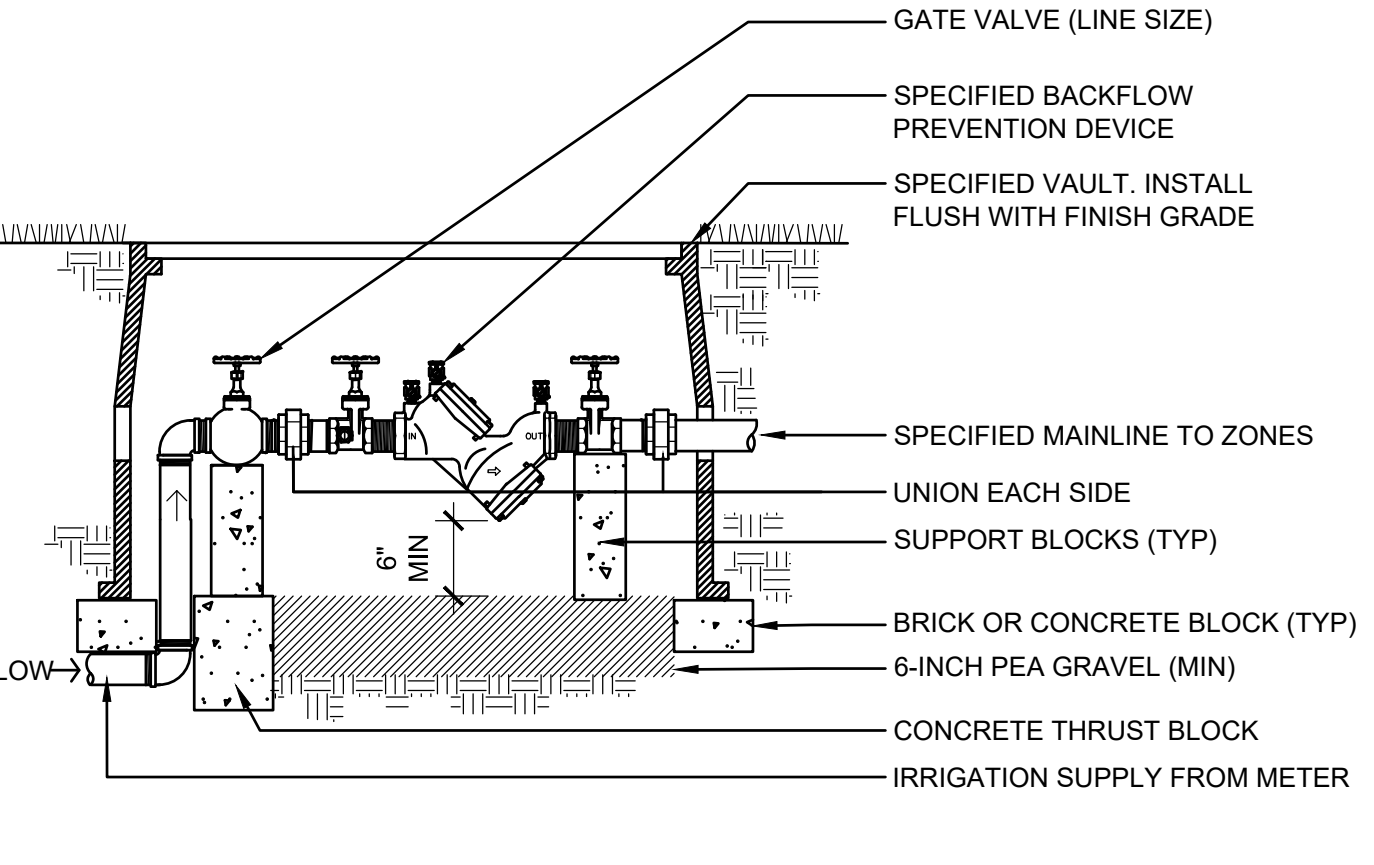 GATE VALVE (LINE SIZE)
SPECIFIED BACKFLOW
PREVENTION DEVICE
SPECIFIED VAULT. INSTALL
FLUSH WITH FINISH GRADE
IN
OUT
SPECIFIED MAINLINE TO ZONES
UNION EACH SIDE
6"
MIN
SUPPORT BLOCKS (TYP)
BRICK OR CONCRETE BLOCK (TYP)
LOW
6-INCH PEA GRAVEL (MIN)
CONCRETE THRUST BLOCK
IRRIGATION SUPPLY FROM METER